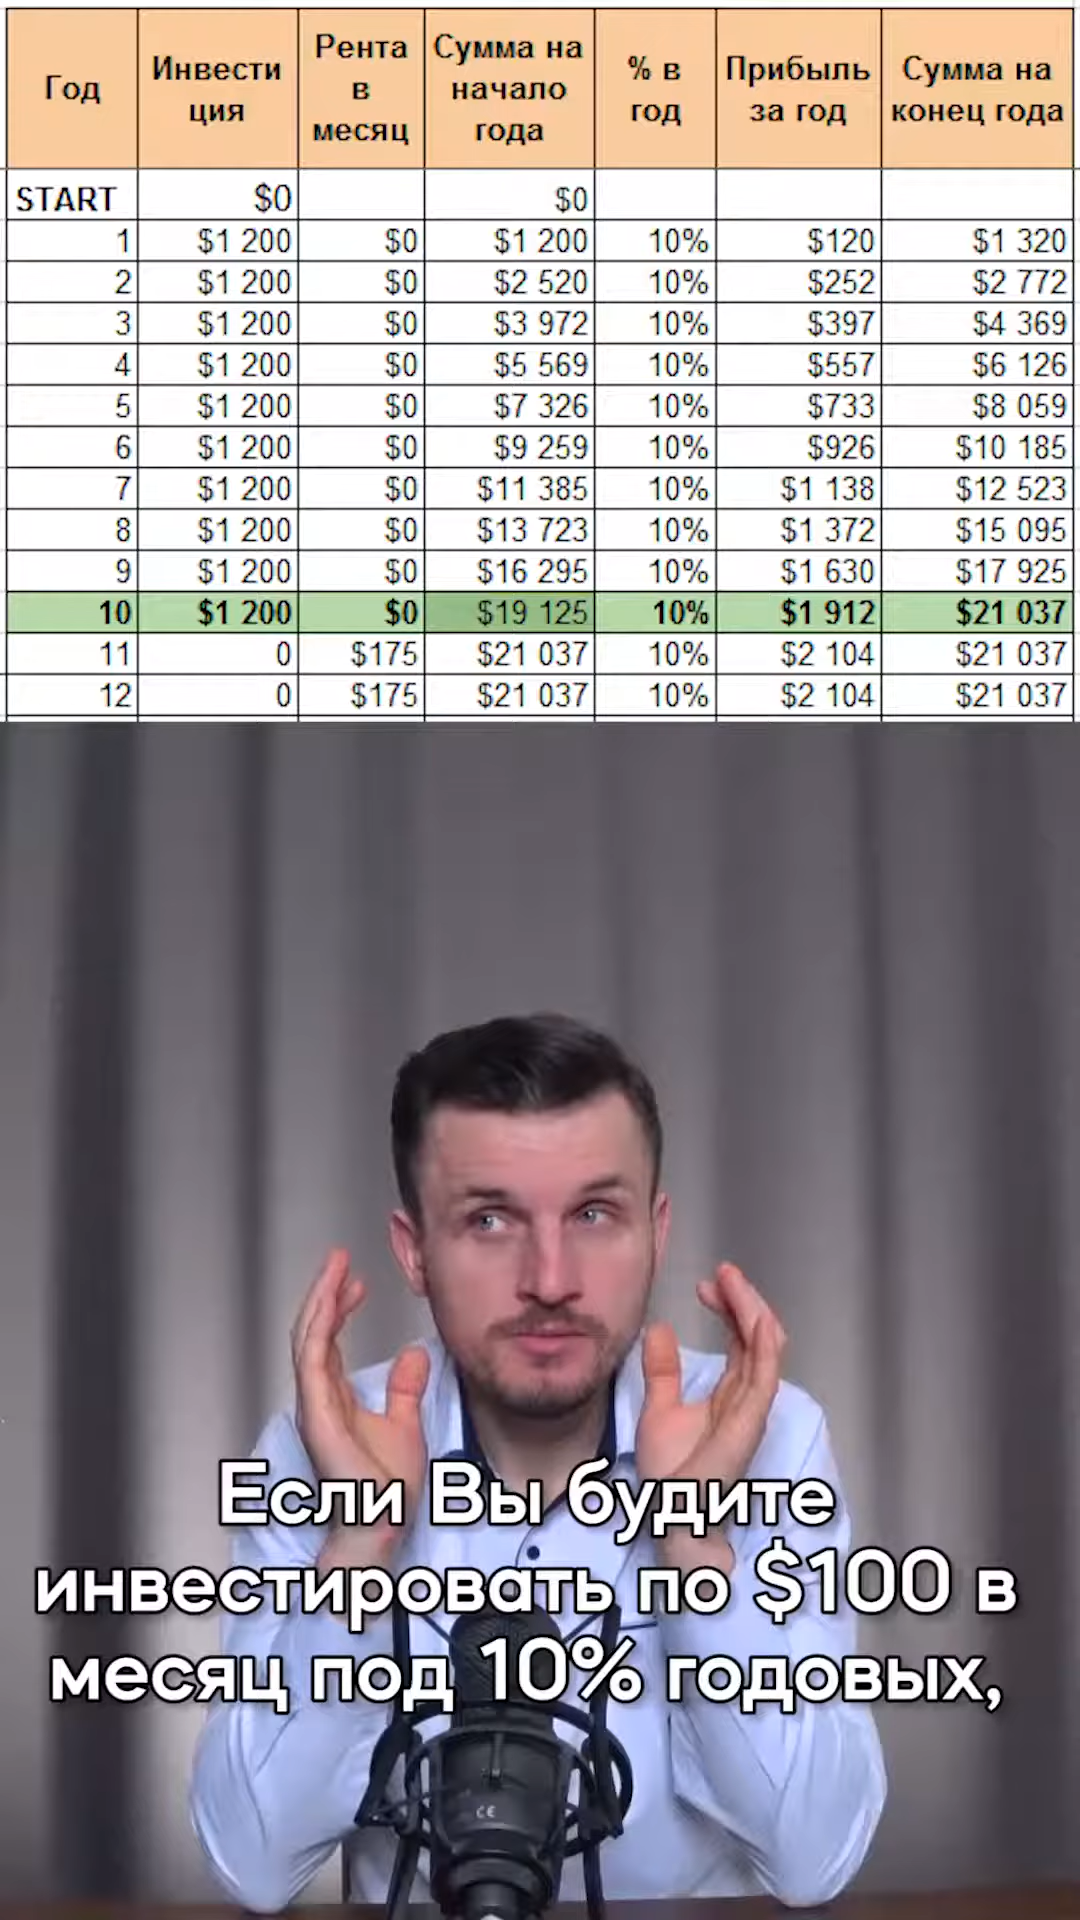 Год Инвести ция Рента в месяц Сумма на начало года % в год Прибыль за год Сумма на конец года
START $0 $0
1 $1 200 $0 $1 200 10% $120 $1 320
2 $1 200 $0 $2 520 10% $252 $2 772
3 $1 200 $0 $3 972 10% $397 $4 369
4 $1 200 $0 $5 569 10% $557 $6 126
5 $1 200 $0 $7 326 10% $733 $8 059
6 $1 200 $0 $9 259 10% $926 $10 185
7 $1 200 $0 $11 385 10% $1 138 $12 523
8 $1 200 $0 $13 723 10% $1 372 $15 095
9 $1 200 $0 $16 295 10% $1 630 $17 925
10 $1 200 $0 $19 125 10% $1 912 $21 037
11 0 $175 $21 037 10% $2 104 $21 037
12 0 $175 $21 037 10% $2 104 $21 037
Если Вы будите
инвестировать по $100 в
месяц под 10% годовых,
CE